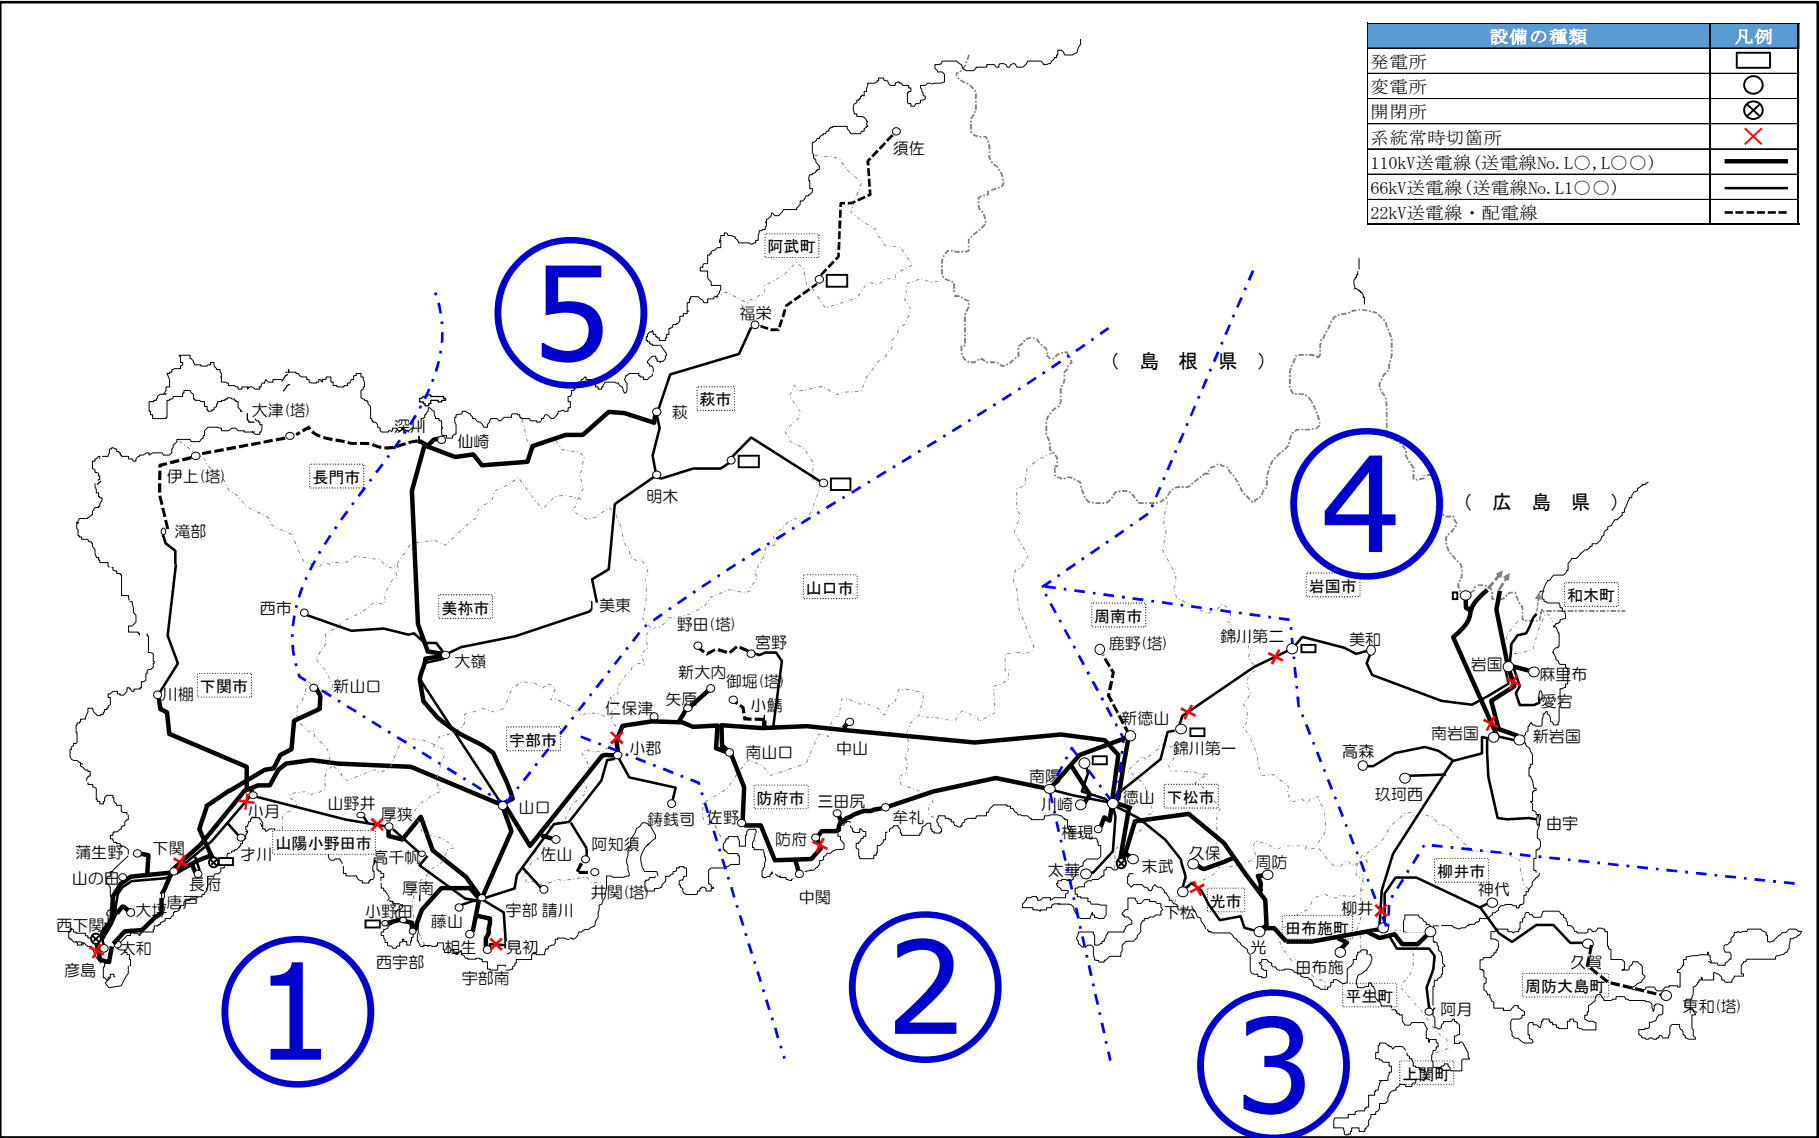 設備の種類 凡例
発電所
変電所
開閉所
系統常時切箇所
110kV送電線(送電線No.L〇,L〇〇)
66kV送電線(送電線No.L1〇〇)
22kV送電線・配電線
須佐
阿武町
⑤
福栄
（ 島 根 県 ）
萩市
萩
大津(塔)
深川
仙崎
伊上(塔)
長門市
明木
④
（ 広 島 県 ）
滝部
岩国市
和木町
山口市
西市
美祢市
美東
周南市
野田(塔)
宮野
鹿野(塔)
錦川第二
美和
大嶺
岩国
麻里布
新大内
御堀(塔)
川棚
下関市
新山口
愛宕
仁保津
矢原
小鯖
新徳山
宇部市
小郡
南山口
中山
錦川第一
南岩国
新岩国
高森
南陽
防府市
玖珂西
川崎
徳山
下松市
小月
山野井
厚狭
山口
鋳銭司
佐野
三田尻
牟礼
由宇
権現
山陽小野田市
防府
下関
才川
蒲生野
高千帆
佐山
阿知須
久保
周防
太華
末武
柳井市
山の田
長府
厚南
井関(塔)
中関
神代
大坪
唐戸
小野田
藤山
宇部
請川
下松
光市
柳井
西下関
太和
西宇部
相生
見初
田布施町
光
彦島
宇部南
田布施
久賀
①
②
③
平生町
周防大島町
阿月
東和(塔)
上関町